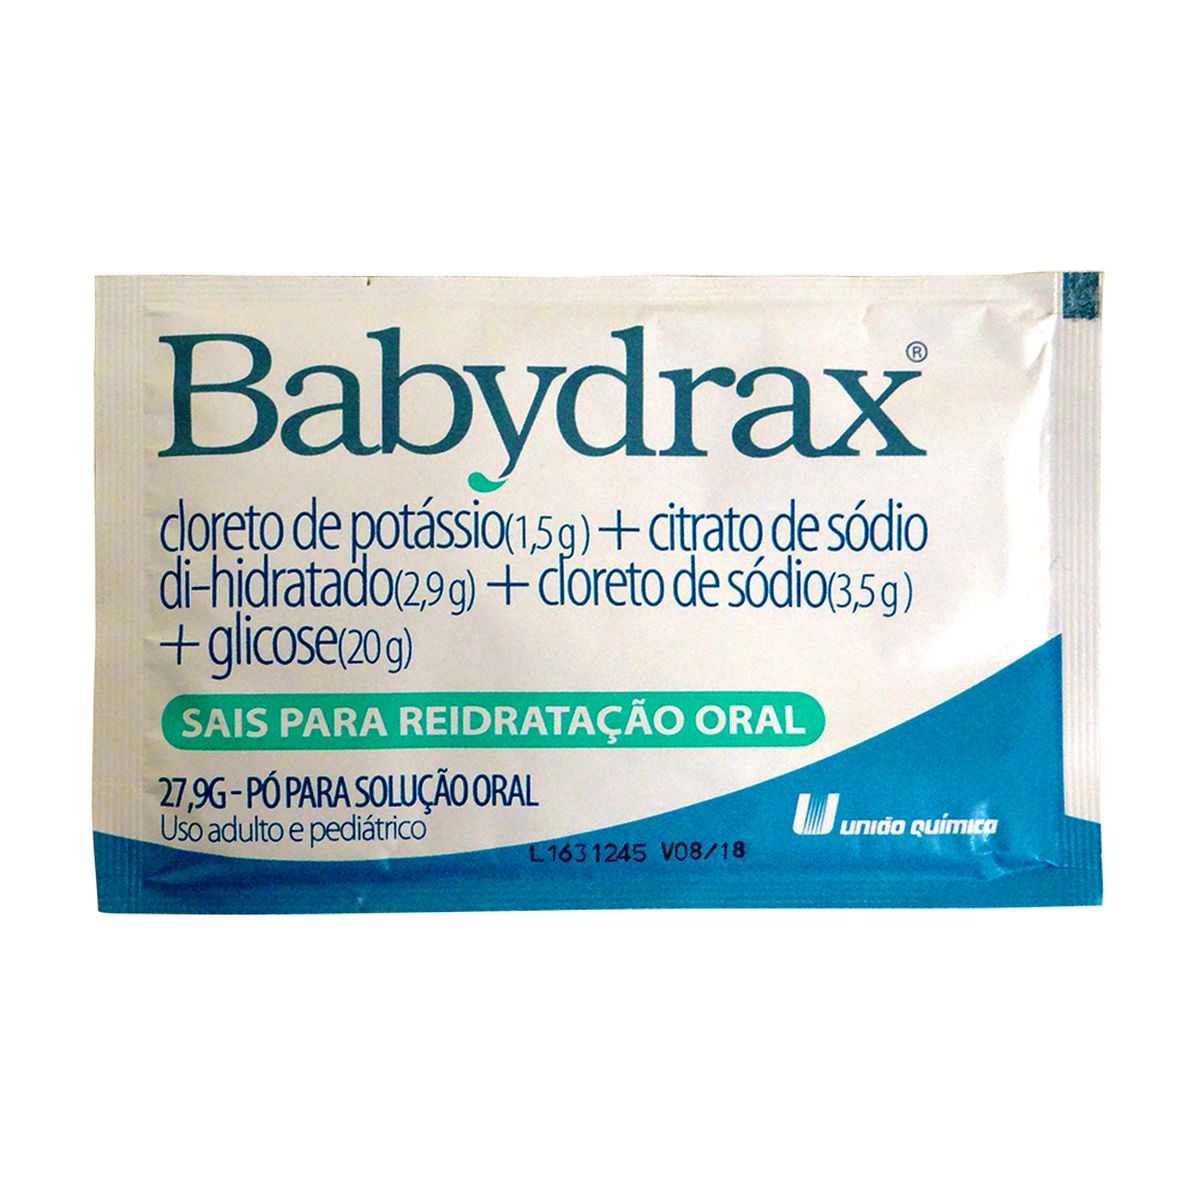 Babydrax®
cloreto de potássio(1,5 g) + citrato de sódio
di-hidratado(2,9 g) + cloreto de sódio(3,5 g)
+ glicose(20 g)
SAIS PARA REIDRATAÇÃO ORAL
27,9G - PÓ PARA SOLUÇÃO ORAL
Uso adulto e pediátrico
união química
L1631245 V08/18